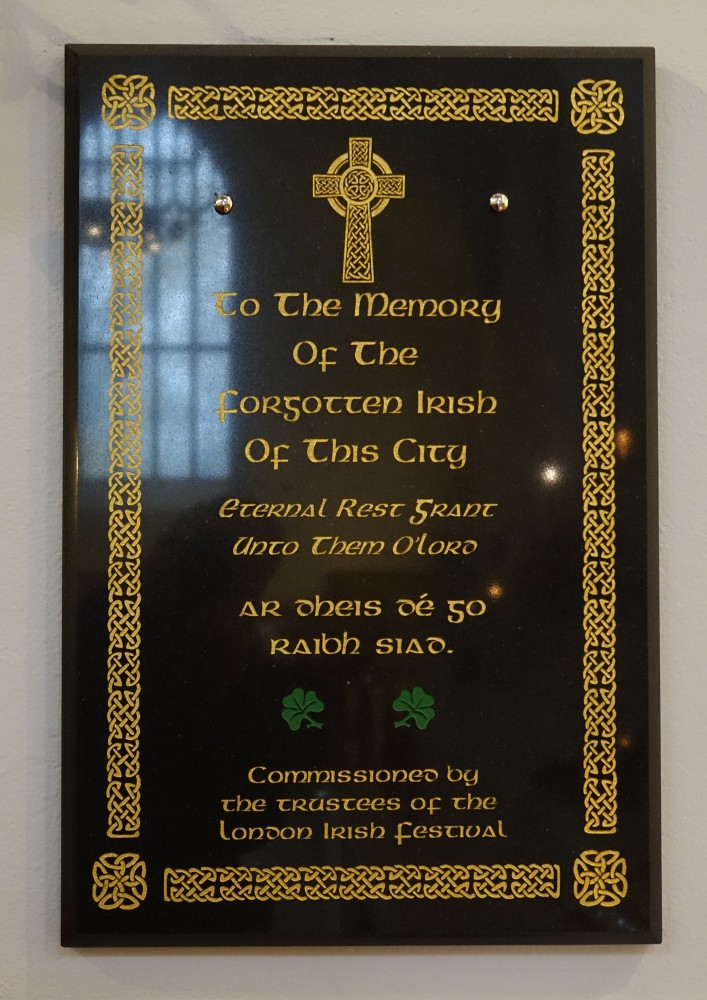 To The Memory
Of The
Forgotten Irish
Of This City
Eternal Rest Grant
Unto Them O'lord
ar dheis dé go
raibh siad.
Commissioned by
the trustees of the
London Irish Festival